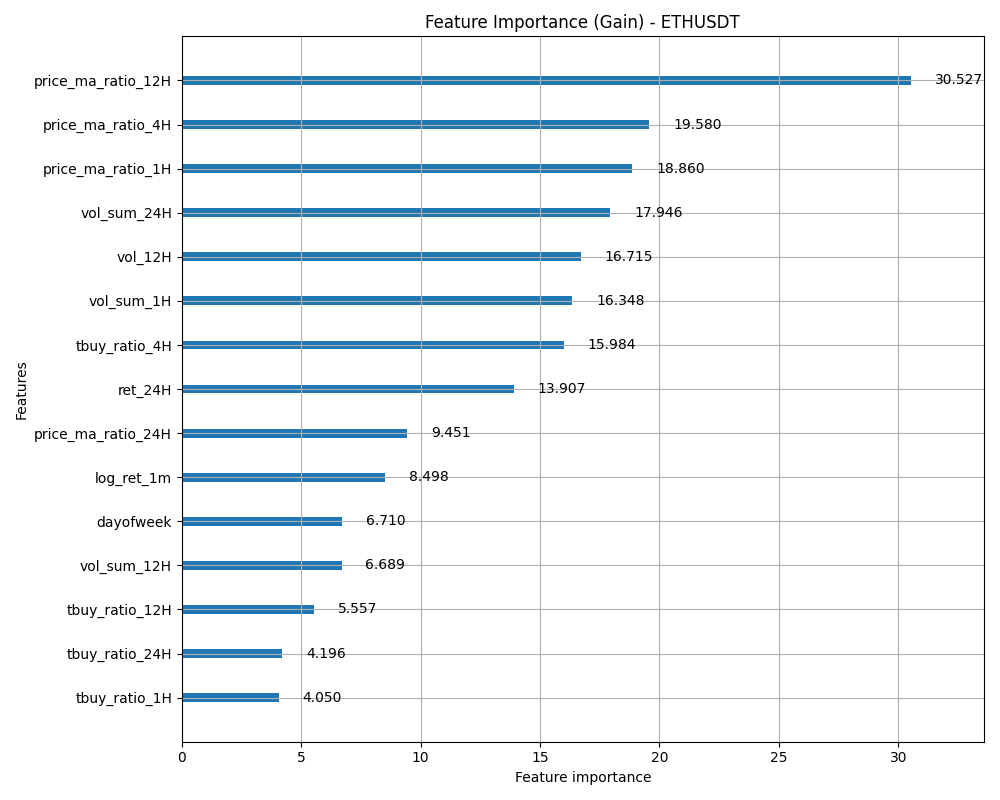 Feature Importance (Gain) - ETHUSDT
price_ma_ratio_12H 30.527
price_ma_ratio_4H 19.580
price_ma_ratio_1H 18.860
vol_sum_24H 17.946
vol_12H 16.715
vol_sum_1H 16.348
tbuy_ratio_4H 15.984
ret_24H 13.907
price_ma_ratio_24H 9.451
log_ret_1m 8.498
dayofweek 6.710
vol_sum_12H 6.689
tbuy_ratio_12H 5.557
tbuy_ratio_24H 4.196
tbuy_ratio_1H 4.050
Features
0 5 10 15 20 25 30
Feature importance